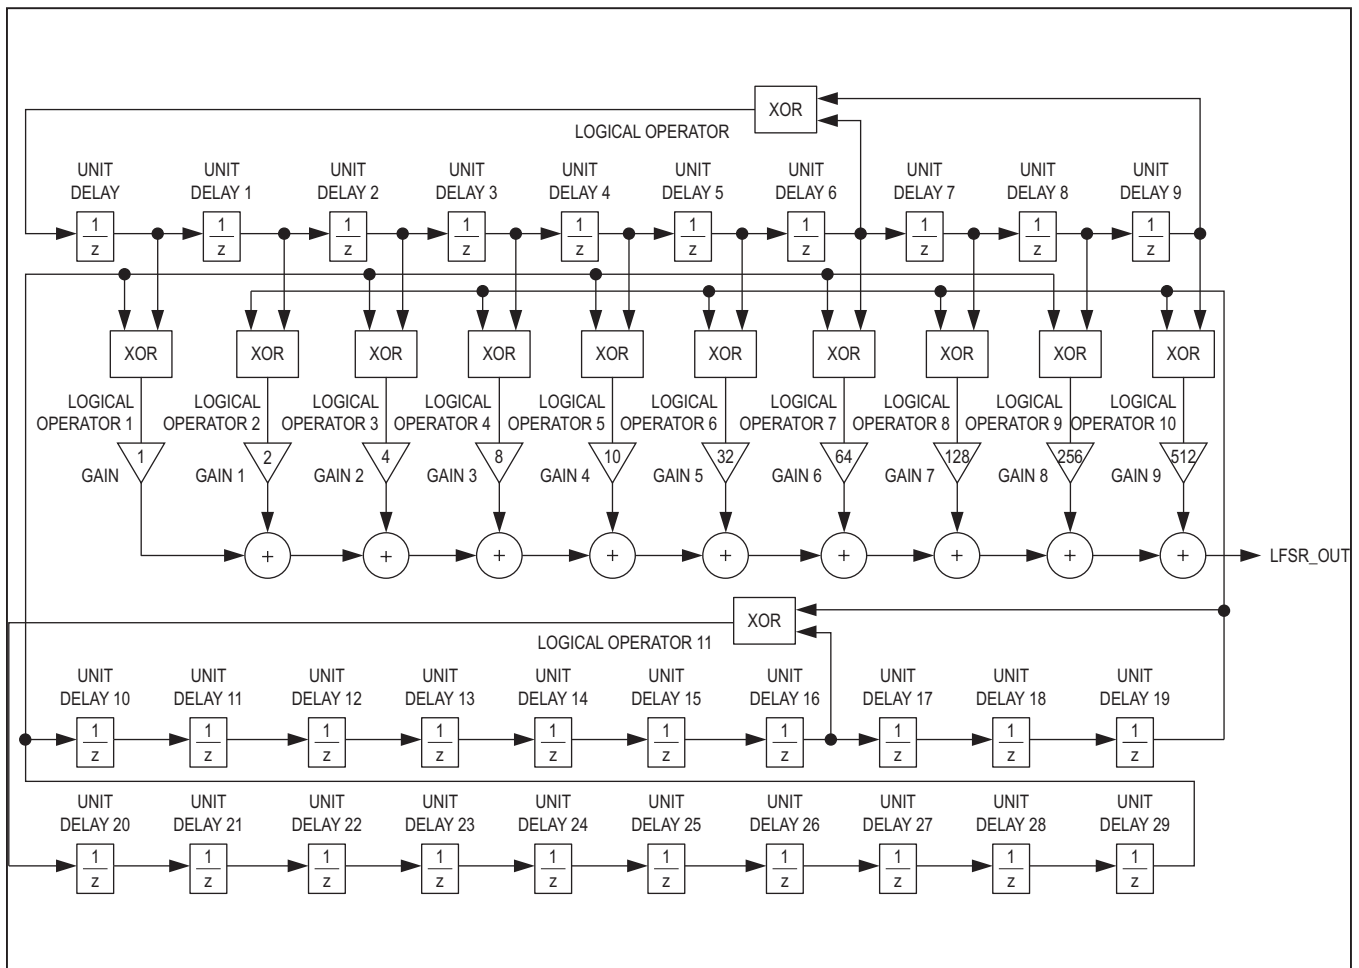 XOR
LOGICAL OPERATOR
UNIT DELAY
UNIT DELAY 1
UNIT DELAY 2
UNIT DELAY 3
UNIT DELAY 4
UNIT DELAY 5
UNIT DELAY 6
UNIT DELAY 7
UNIT DELAY 8
UNIT DELAY 9
1 1 1 1 1 1 1 1 1 1
z z z z z z z z z z
XOR XOR XOR XOR XOR XOR XOR XOR XOR XOR
LOGICAL OPERATOR 1
LOGICAL OPERATOR 2
LOGICAL OPERATOR 3
LOGICAL OPERATOR 4
LOGICAL OPERATOR 5
LOGICAL OPERATOR 6
LOGICAL OPERATOR 7
LOGICAL OPERATOR 8
LOGICAL OPERATOR 9
LOGICAL OPERATOR 10
1 2 4 8 10 32 64 128 256 512
GAIN GAIN 1 GAIN 2 GAIN 3 GAIN 4 GAIN 5 GAIN 6 GAIN 7 GAIN 8 GAIN 9
+ + + + + + + + + LFSR_OUT
XOR
LOGICAL OPERATOR 11
UNIT DELAY 10
UNIT DELAY 11
UNIT DELAY 12
UNIT DELAY 13
UNIT DELAY 14
UNIT DELAY 15
UNIT DELAY 16
UNIT DELAY 17
UNIT DELAY 18
UNIT DELAY 19
1 1 1 1 1 1 1 1 1 1
z z z z z z z z z z
UNIT DELAY 20
UNIT DELAY 21
UNIT DELAY 22
UNIT DELAY 23
UNIT DELAY 24
UNIT DELAY 25
UNIT DELAY 26
UNIT DELAY 27
UNIT DELAY 28
UNIT DELAY 29
1 1 1 1 1 1 1 1 1 1
z z z z z z z z z z